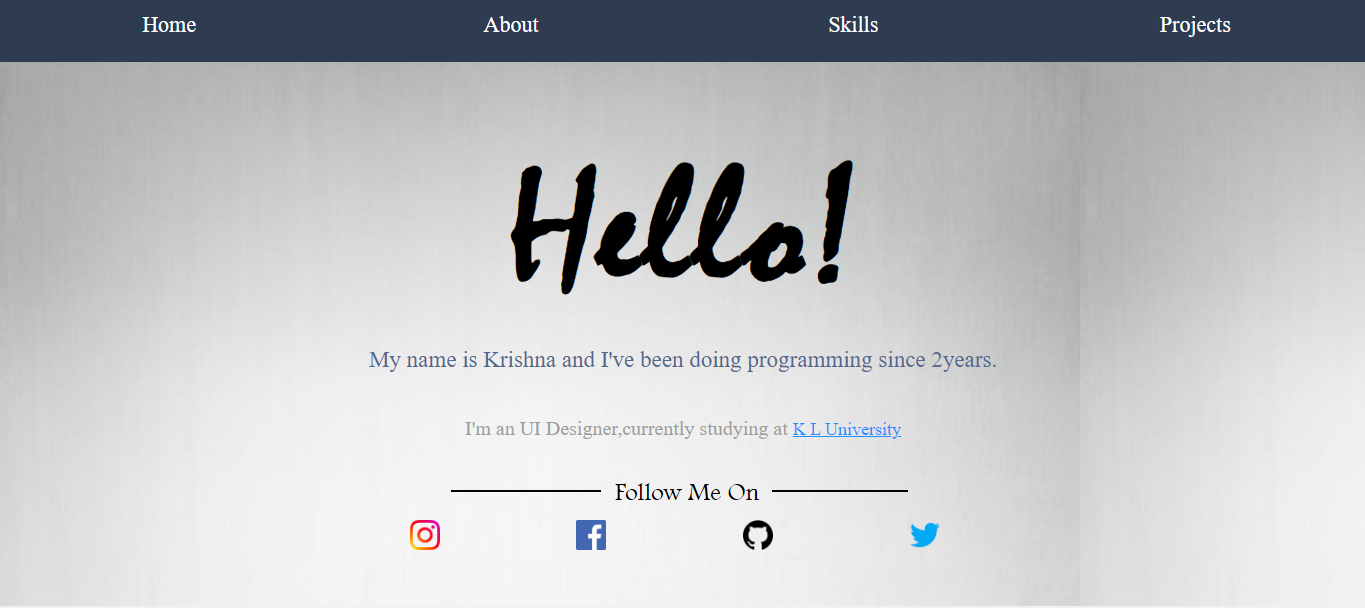 Home About Skills Projects
Hello!
My name is Krishna and I've been doing programming since 2years.
I'm an UI Designer,currently studying at K L University
Follow Me On